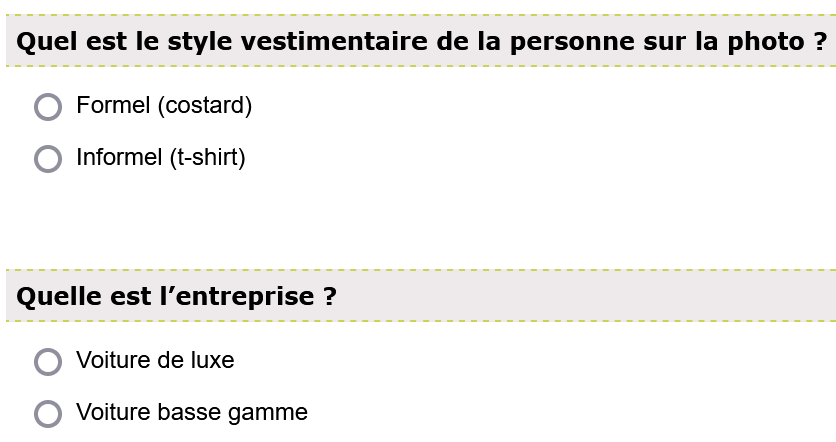 Quel est le style vestimentaire de la personne sur la photo ?
Formel (costard)
Informel (t-shirt)
Quelle est l’entreprise ?
Voiture de luxe
Voiture basse gamme